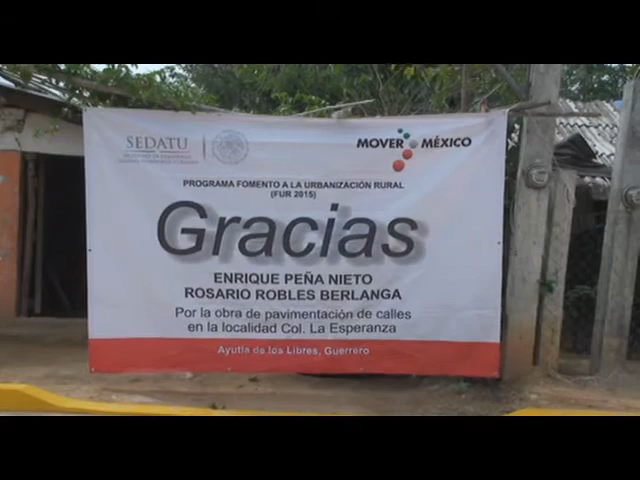 SEDATU
MOVER MÉXICO
PROGRAMA FOMENTO A LA URBANIZACIÓN RURAL
(FUR 2015)
Gracias
ENRIQUE PEÑA NIETO
ROSARIO ROBLES BERLANGA
Por la obra de pavimentación de calles
en la localidad Col. La Esperanza
Ayutla de los Libres, Guerrero